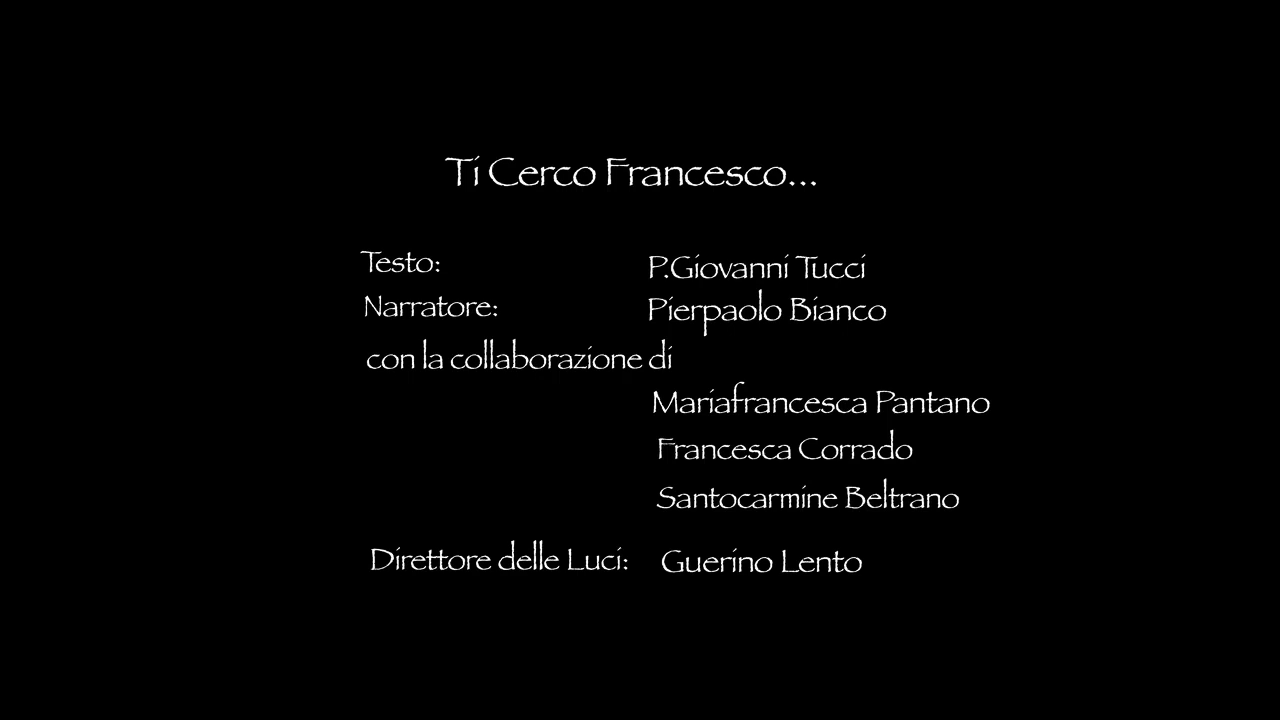 Ti Cerco Francesco...
Testo: P.Giovanni Tucci
Narratore: Pierpaolo Bianco
con la collaborazione di
Mariafrancesca Pantano
Francesca Corrado
Santocarmine Beltrano
Direttore delle Luci: Guerino Lento